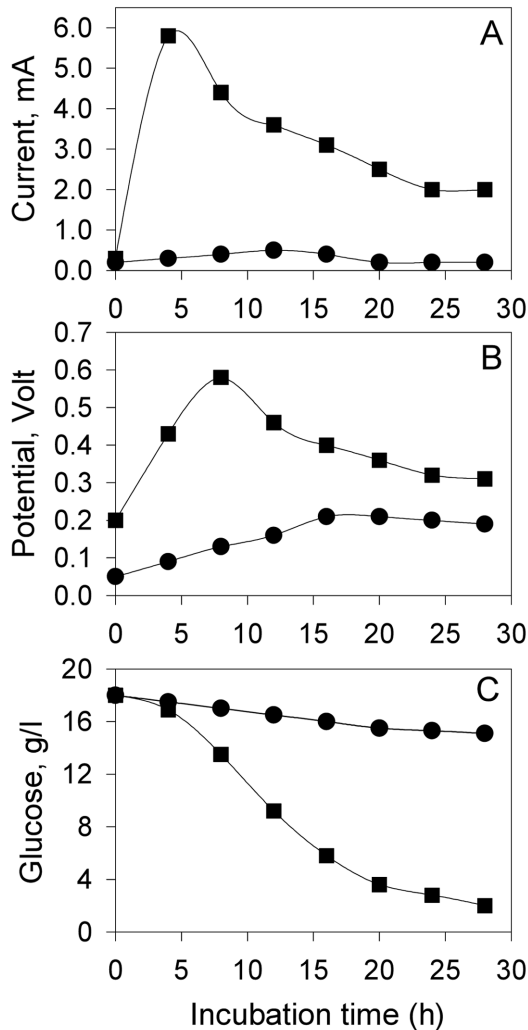 A
Current, mA
6.0
5.0
4.0
3.0
2.0
1.0
0.0
0 5 10 15 20 25 30
B
Potential, Volt
0.7
0.6
0.5
0.4
0.3
0.2
0.1
0.0
0 5 10 15 20 25 30
C
Glucose, g/l
20
16
12
8
4
0
0 5 10 15 20 25 30
Incubation time (h)